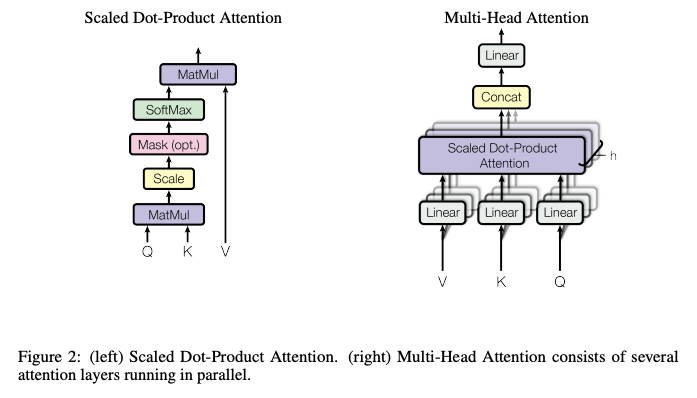 Scaled Dot-Product Attention
MatMul
SoftMax
Mask (opt.)
Scale
MatMul
Q K V
Multi-Head Attention
Linear
Concat
Scaled Dot-Product
Attention
h
Linear Linear Linear
V K Q
Figure 2: (left) Scaled Dot-Product Attention. (right) Multi-Head Attention consists of several
attention layers running in parallel.